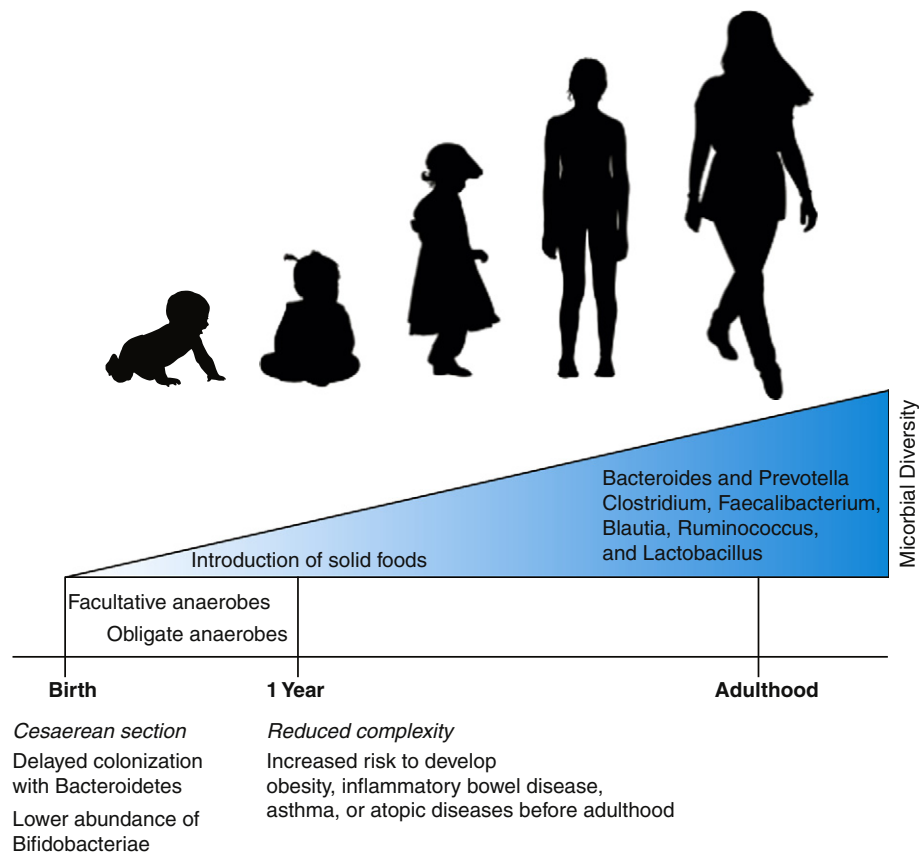 Micorbial Diversity
Bacteroides and Prevotella
Clostridium, Faecalibacterium,
Blautia, Ruminococcus,
and Lactobacillus
Introduction of solid foods
Facultative anaerobes
Obligate anaerobes
Birth
1 Year
Adulthood
Cesaerean section
Delayed colonization
with Bacteroidetes
Lower abundance of
Bifidobacteriae
Reduced complexity
Increased risk to develop
obesity, inflammatory bowel disease,
asthma, or atopic diseases before adulthood